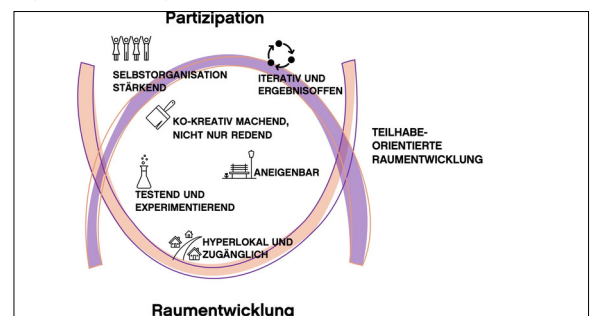 Partizipation
SELBSTORGANISATION
STÄRKEND
ITERATIV UND
ERGEBNISOFFEN
KO-KREATIV MACHEND,
NICHT NUR REDEND
TEILHABE-
ORIENTIERTE
RAUMENTWICKLUNG
ANEIGENBAR
TESTEND UND
EXPERIMENTIEREND
HYPERLOKAL UND
ZUGÄNGLICH
Raumentwicklung